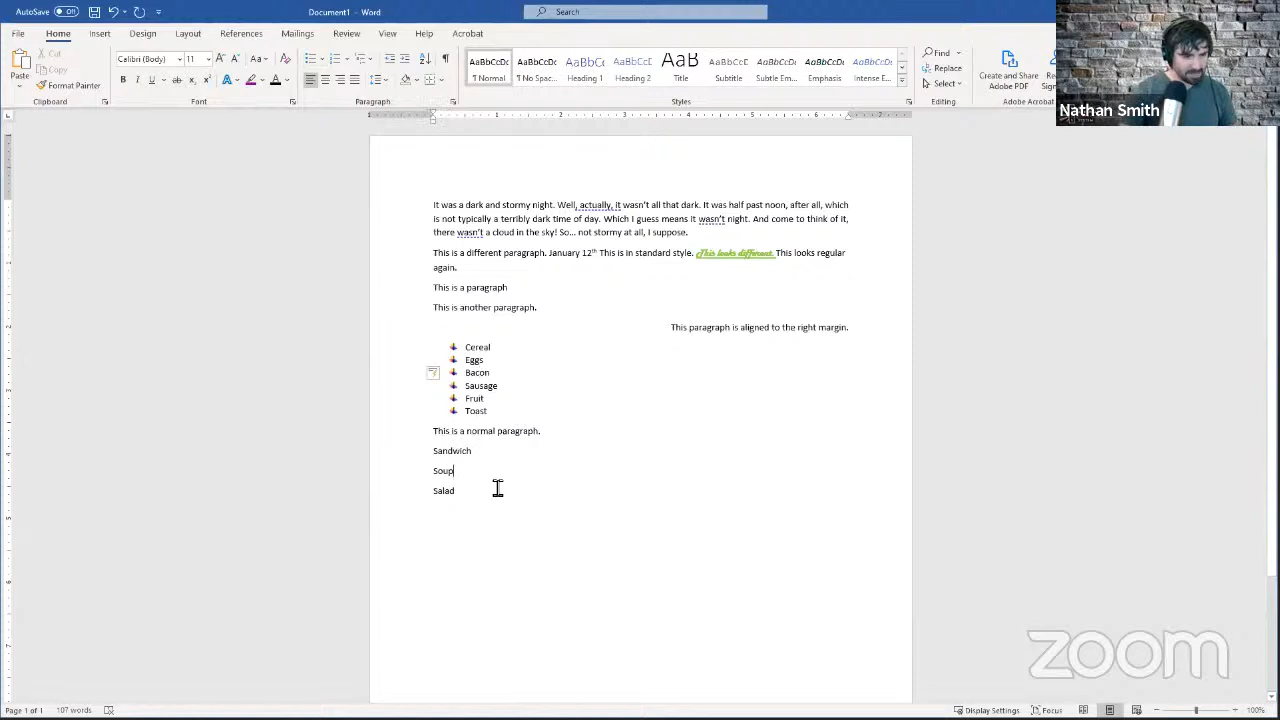 AutoSave Off Document1 - Word Search
File Home Insert Design Layout References Mailings Review View Help Acrobat
Paste Cut Copy Format Painter
Calibri (Body) 11
AaBbCcDc AaBbCcDc AaBbCc AaBbCcC AaB AaBbCcD AaBbCcDc AaBbCcDc AaBbCcDc
¶ Normal ¶ No Spac... Heading 1 Heading 2 Title Subtitle Subtle Em... Emphasis Intense E...
Find Replace Select
Create and Share
Adobe PDF
Clipboard Font Paragraph Styles Editing Adobe Acro
Nathan Smith
It was a dark and stormy night. Well, actually, it wasn't all that dark. It was half past noon, after all, which
is not typically a terribly dark time of day. Which I guess means it wasn't night. And come to think of it,
there wasn't a cloud in the sky! So… not stormy at all, I suppose.
This is a different paragraph. January 12th This is in standard style. This looks different. This looks regular
again.
This is a paragraph
This is another paragraph.
This paragraph is aligned to the right margin.
Cereal
Eggs
Bacon
Sausage
Fruit
Toast
This is a normal paragraph.
Sandwich
Soup
Salad
zoom
Page 1 of 1 107 words Display Settings Focus 100%